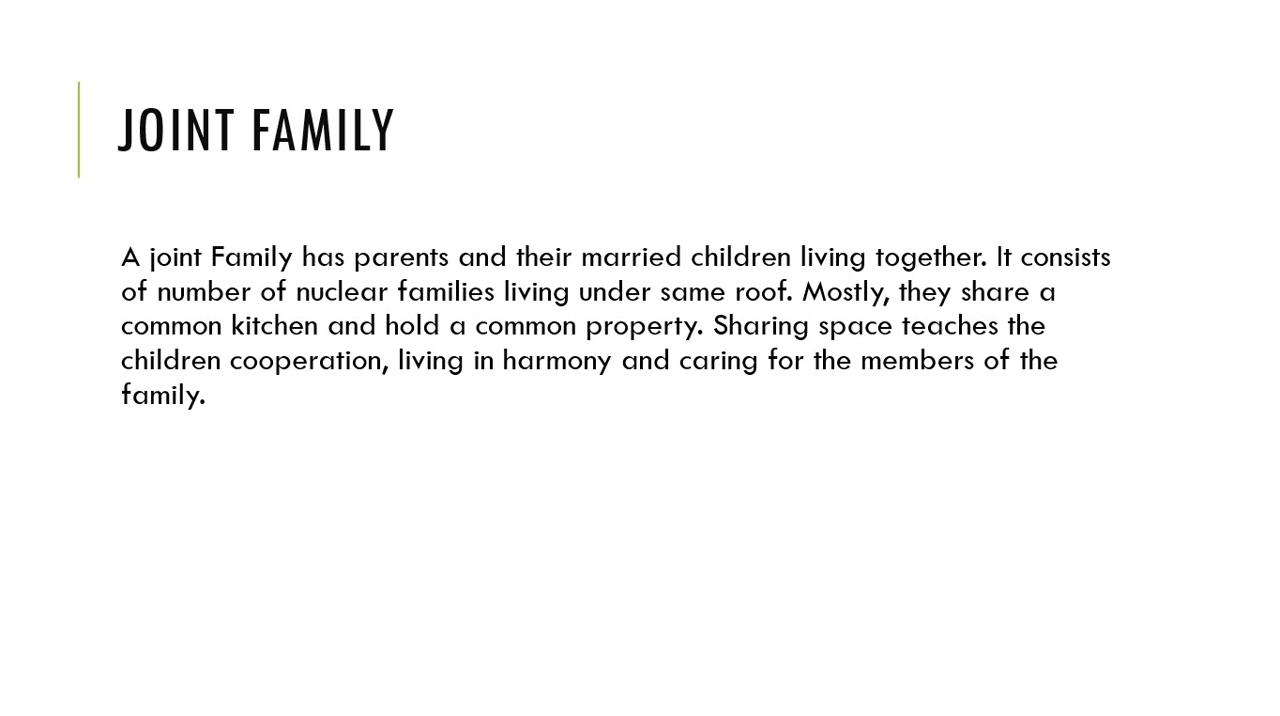 JOINT FAMILY
A joint Family has parents and their married children living together. It consists
of number of nuclear families living under same roof. Mostly, they share a
common kitchen and hold a common property. Sharing space teaches the
children cooperation, living in harmony and caring for the members of the
family.